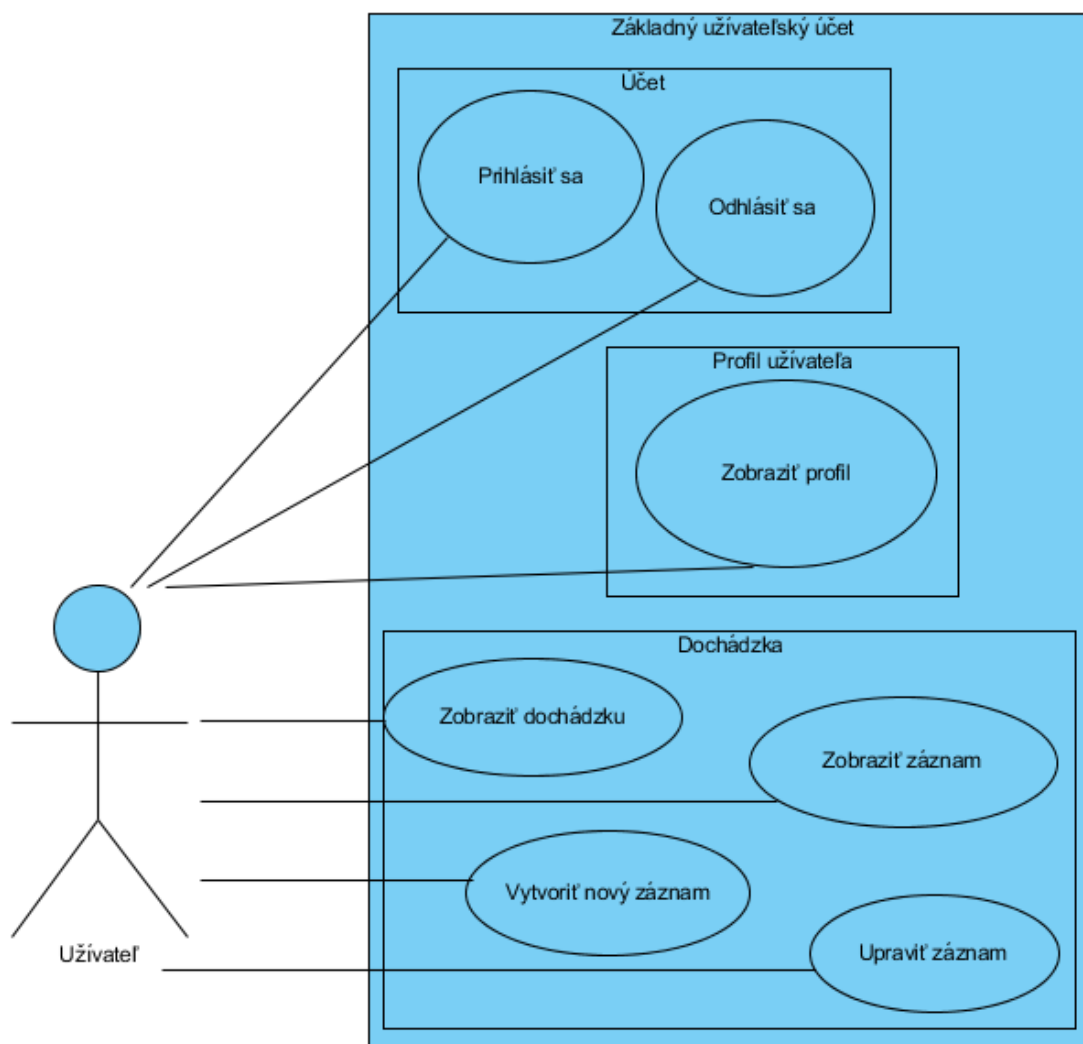 Základný užívateľský účet
Účet
Prihlásiť sa
Odhlásiť sa
Profil užívateľa
Zobraziť profil
Dochádzka
Zobraziť dochádzku
Zobraziť záznam
Vytvoriť nový záznam
Upraviť záznam
Užívateľ